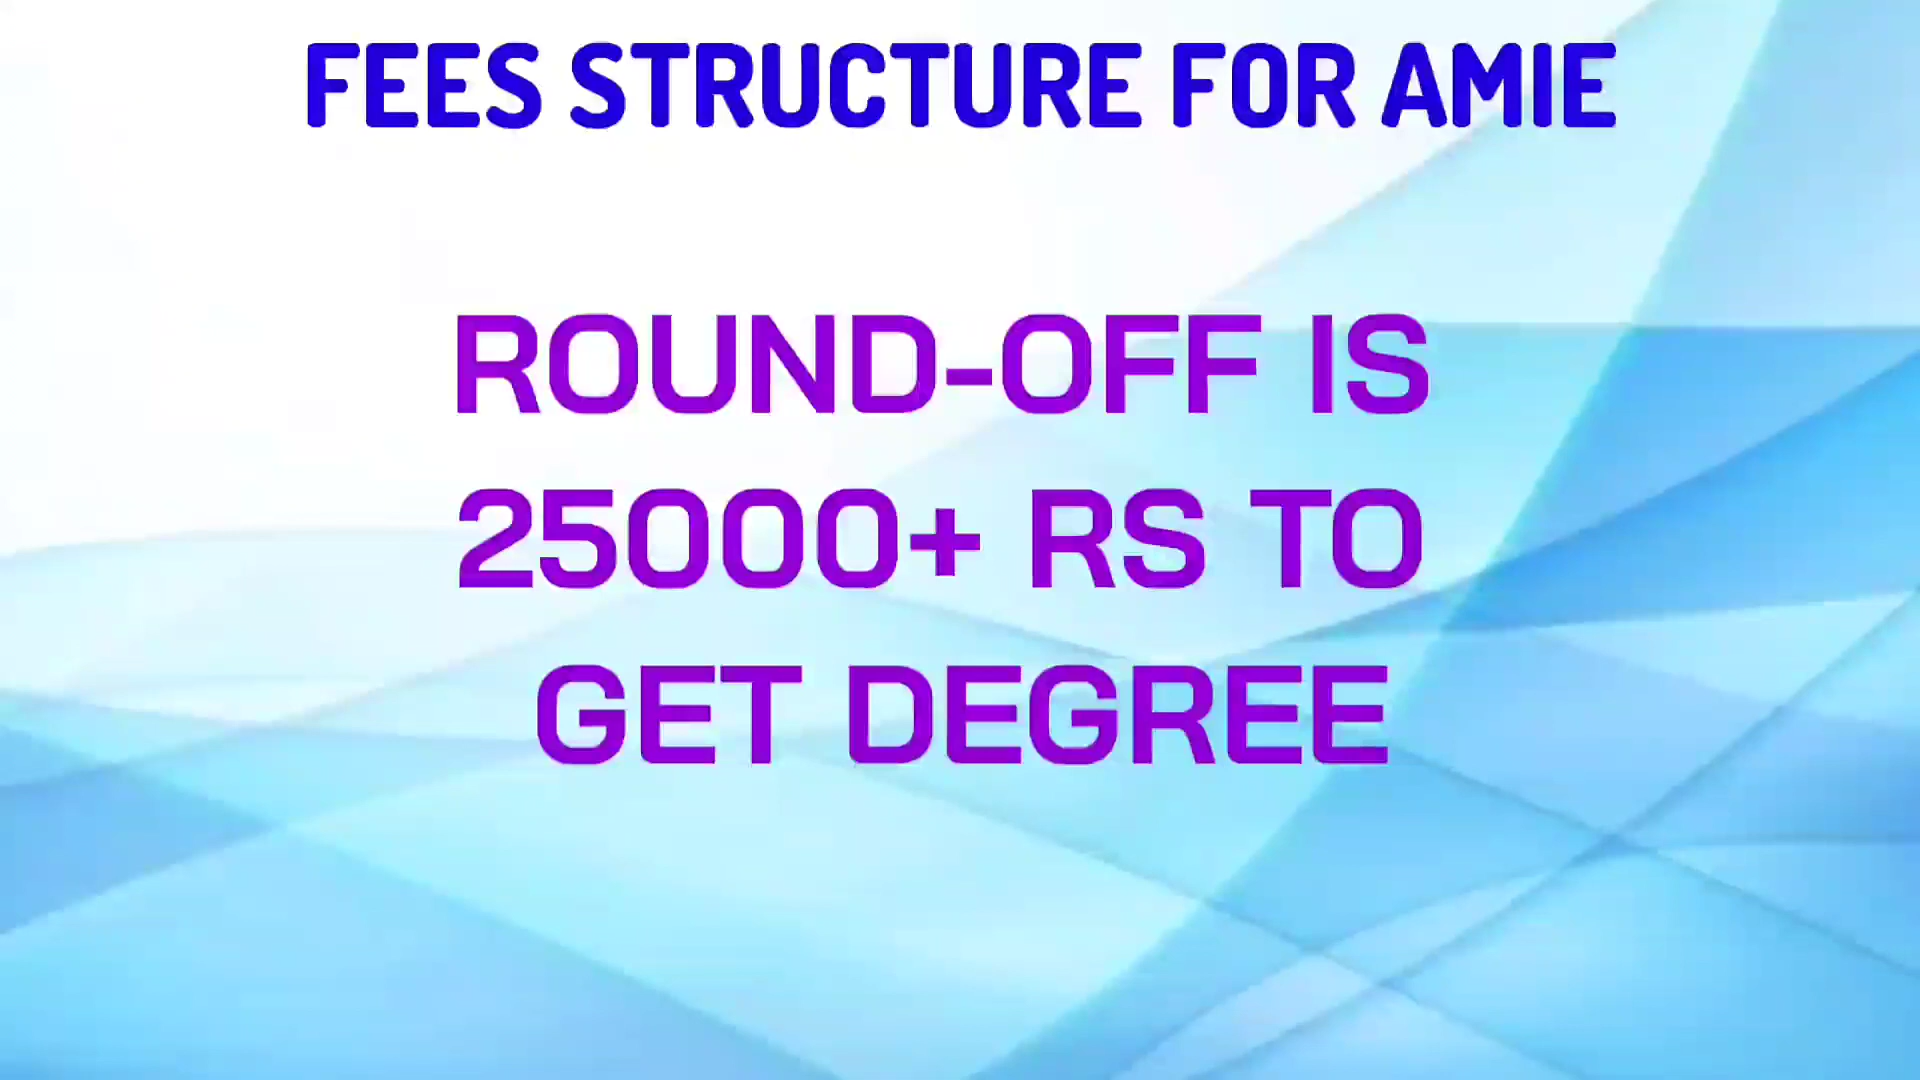 FEES STRUCTURE FOR AMIE
ROUND-OFF IS
25000+ RS TO
GET DEGREE